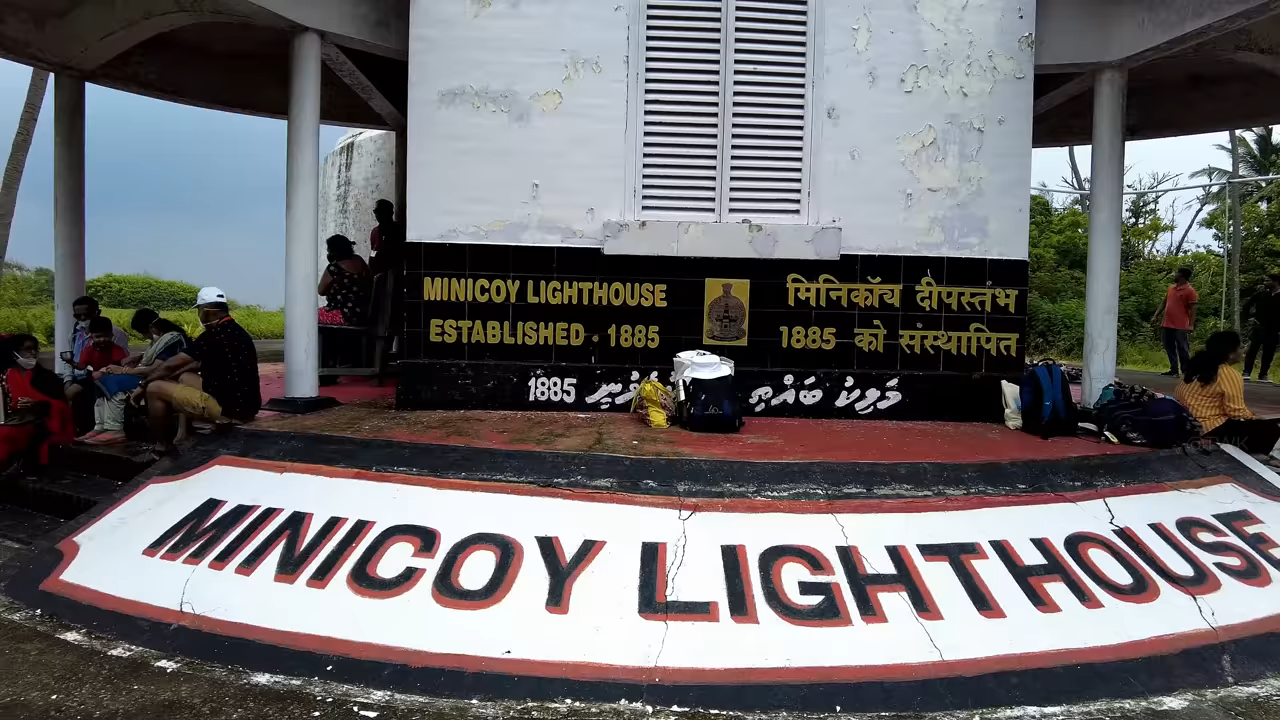 MINICOY LIGHTHOUSE
ESTABLISHED - 1885
मिनिकॉय दीपस्तंभ
1885 को संस्थापित
މަލިކު ބައްތި 1885
MINICOY LIGHTHOUSE